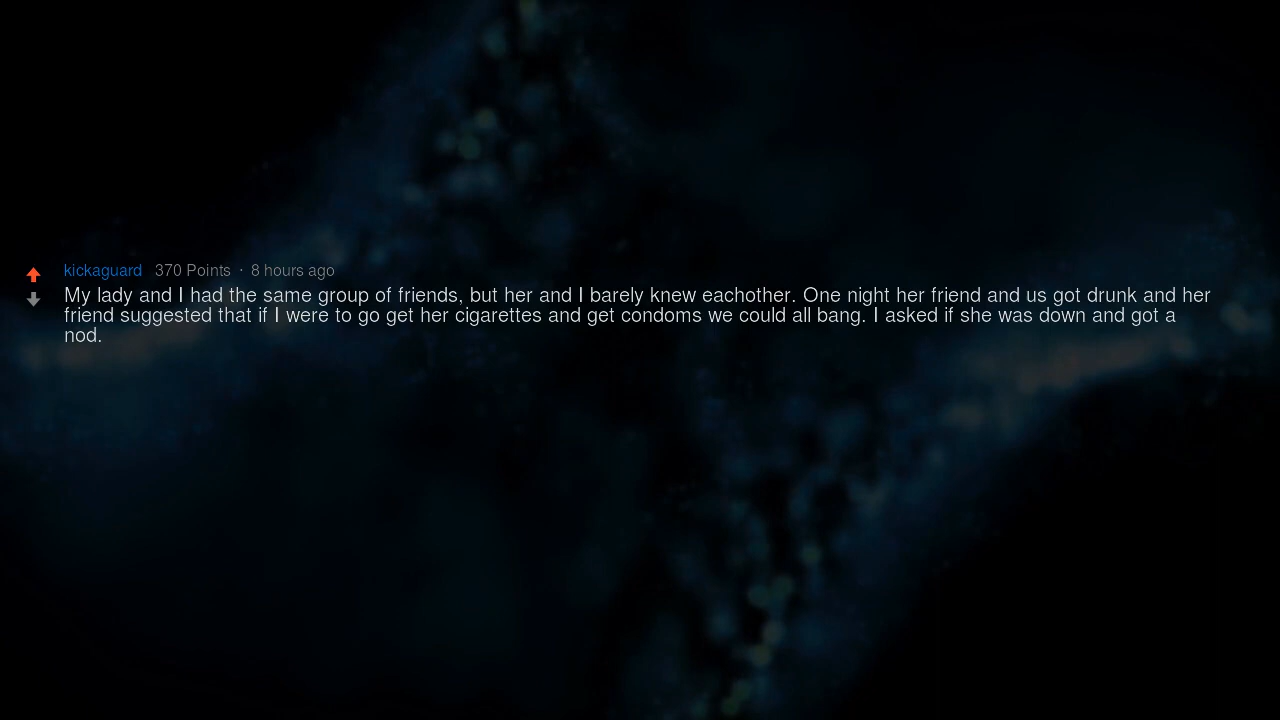 kickaguard 370 Points · 8 hours ago
My lady and I had the same group of friends, but her and I barely knew eachother. One night her friend and us got drunk and her
friend suggested that if I were to go get her cigarettes and get condoms we could all bang. I asked if she was down and got a
nod.